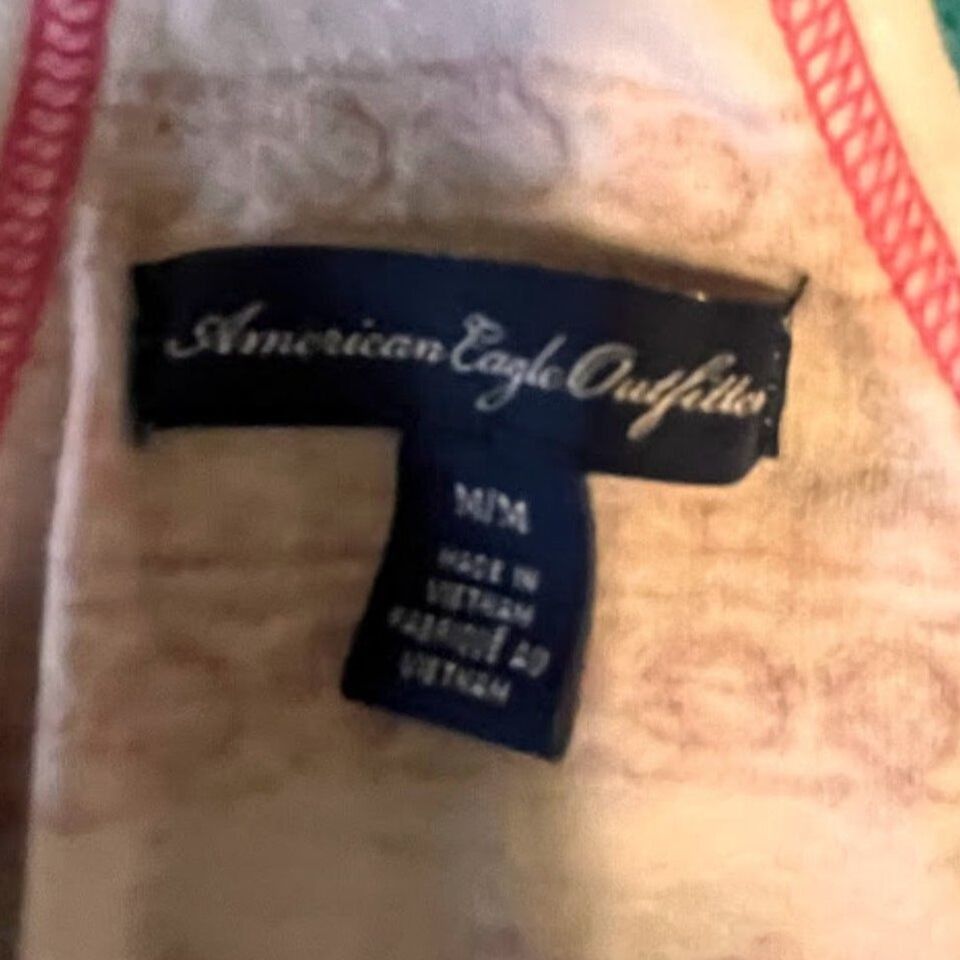 American Eagle Outfitters
M/M
MADE IN
VIETNAM
FABRIQUÉ AU
VIETNAM